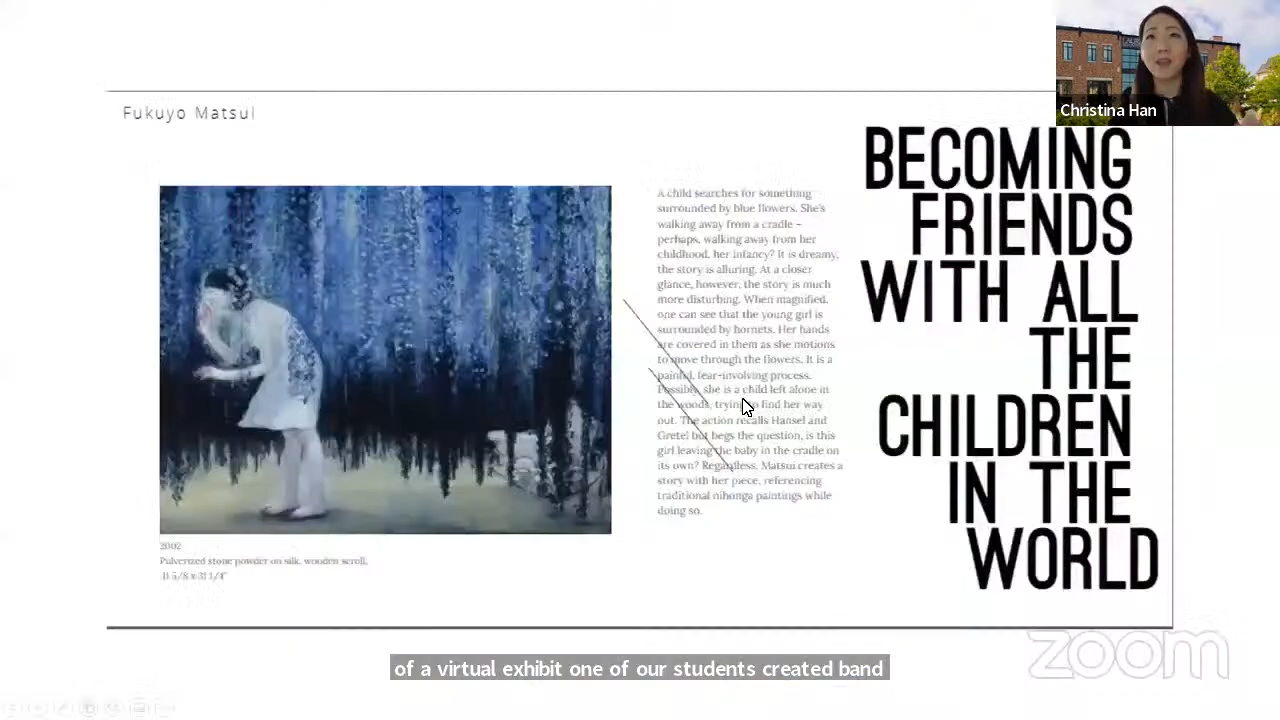 Christina Han
Fukuyo Matsui
BECOMING
FRIENDS
WITH ALL
THE
CHILDREN
IN THE
WORLD
A child searches for something
surrounded by blue flowers. She's
walking away from a cradle –
perhaps, walking away from her
childhood, her infancy? It is dreamy,
the story is alluring. At a closer
glance, however, the story is much
more disturbing. When magnified,
one can see that the young girl is
surrounded by hornets. Her hands
are covered in them as she motions
to move through the flowers. It is a
painful, fear-involving process.
Possibly, she is a child left alone in
the woods, trying to find her way
out. The action recalls Hansel and
Gretel but begs the question, is this
girl leaving the baby in the cradle on
its own? Regardless, Matsui creates a
story with her piece, referencing
traditional nihonga paintings while
doing so.
2002
Pulverized stone powder on silk, wooden scroll,
5/8 x 31 1/4"
zoom
of a virtual exhibit one of our students created band